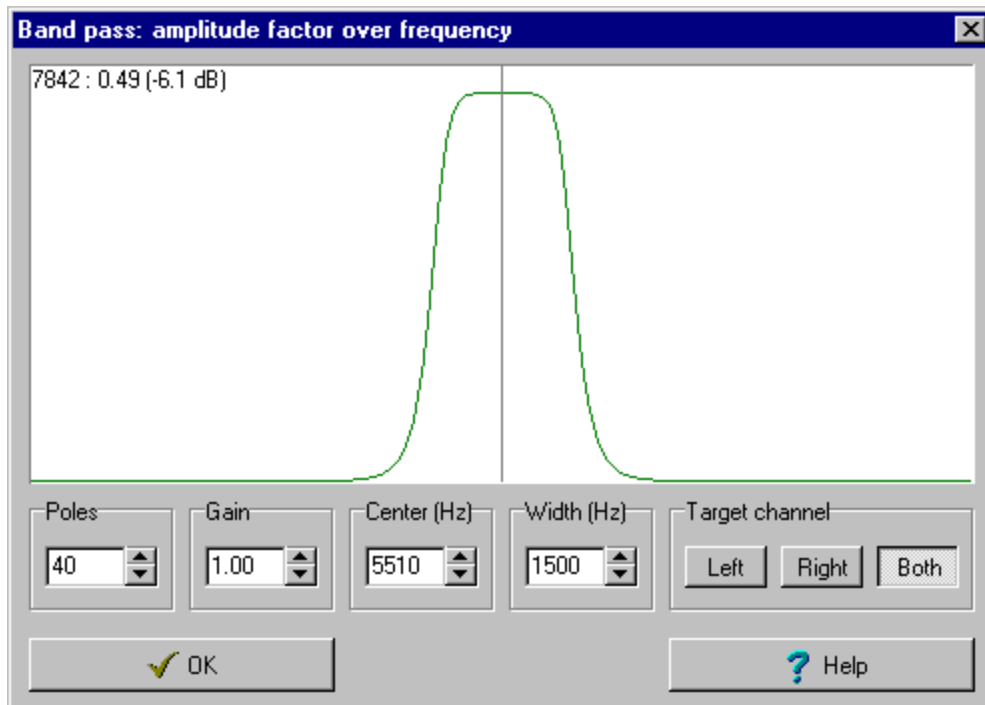 Band pass: amplitude factor over frequency
7842 : 0.49 (-6.1 dB)
Poles Gain Center (Hz) Width (Hz) Target channel
40 1.00 5510 1500 Left Right Both
OK ? Help